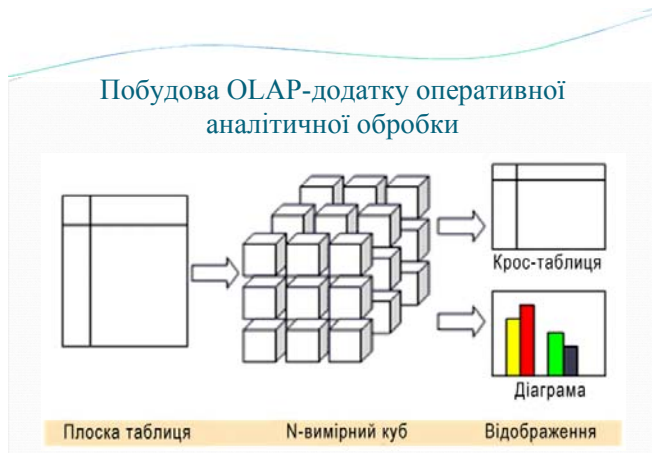 Побудова OLAP-додатку оперативної
аналітичної обробки
Крос-таблиця
Діаграма
Плоска таблиця N-вимірний куб Відображення